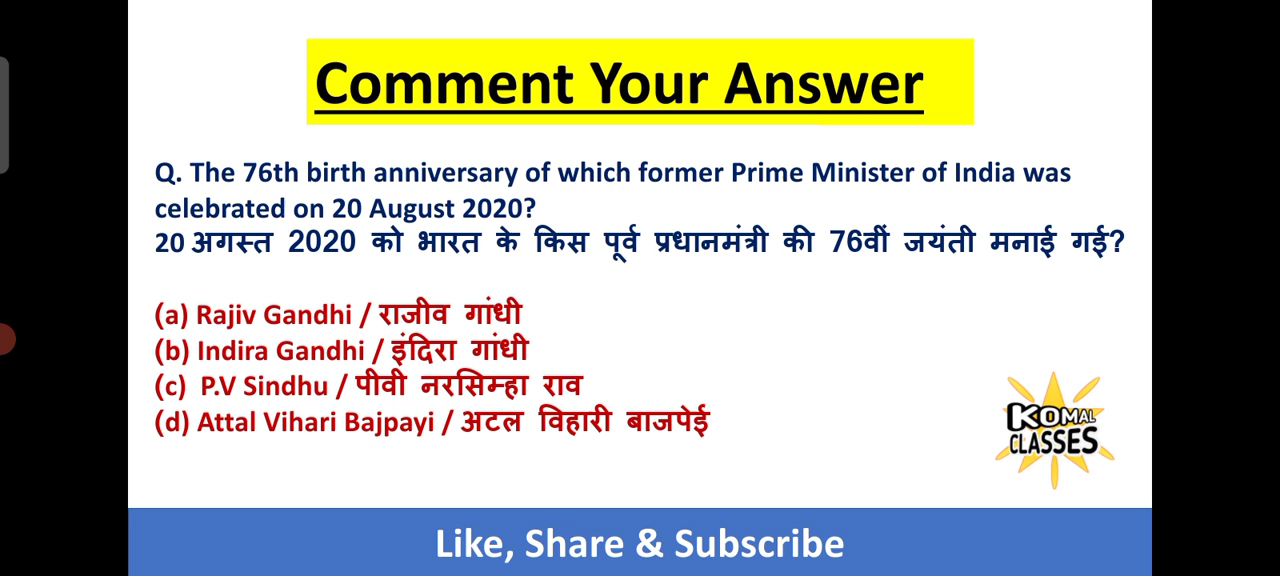 Comment Your Answer
Q. The 76th birth anniversary of which former Prime Minister of India was
celebrated on 20 August 2020?
20 अगस्त 2020 को भारत के किस पूर्व प्रधानमंत्री की 76वीं जयंती मनाई गई?
(a) Rajiv Gandhi / राजीव गांधी
(b) Indira Gandhi / इंदिरा गांधी
(c) P.V Sindhu / पीवी नरसिम्हा राव
(d) Attal Vihari Bajpayi / अटल विहारी बाजपेई
KOMAL
CLASSES
Like, Share & Subscribe